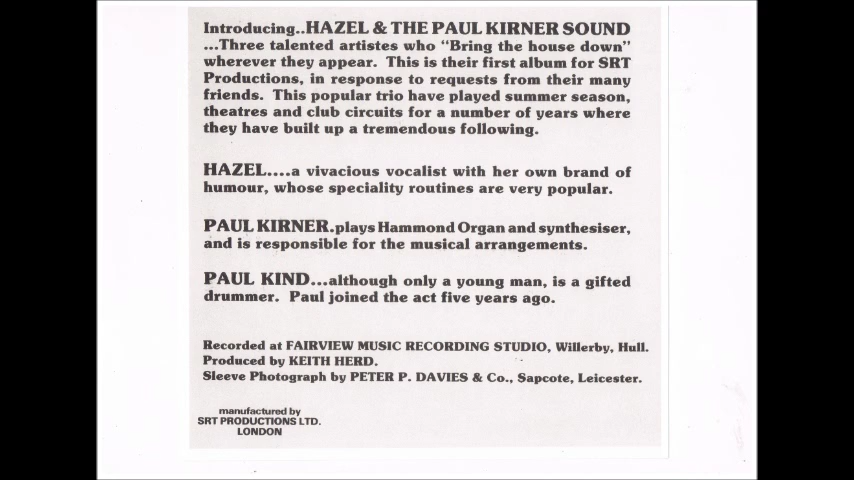 Introducing..HAZEL & THE PAUL KIRNER SOUND
...Three talented artistes who "Bring the house down"
wherever they appear. This is their first album for SRT
Productions, in response to requests from their many
friends. This popular trio have played summer season,
theatres and club circuits for a number of years where
they have built up a tremendous following.
HAZEL....a vivacious vocalist with her own brand of
humour, whose speciality routines are very popular.
PAUL KIRNER.plays Hammond Organ and synthesiser,
and is responsible for the musical arrangements.
PAUL KIND...although only a young man, is a gifted
drummer. Paul joined the act five years ago.
Recorded at FAIRVIEW MUSIC RECORDING STUDIO, Willerby, Hull.
Produced by KEITH HERD.
Sleeve Photograph by PETER P. DAVIES & Co., Sapcote, Leicester.
manufactured by
SRT PRODUCTIONS LTD.
LONDON